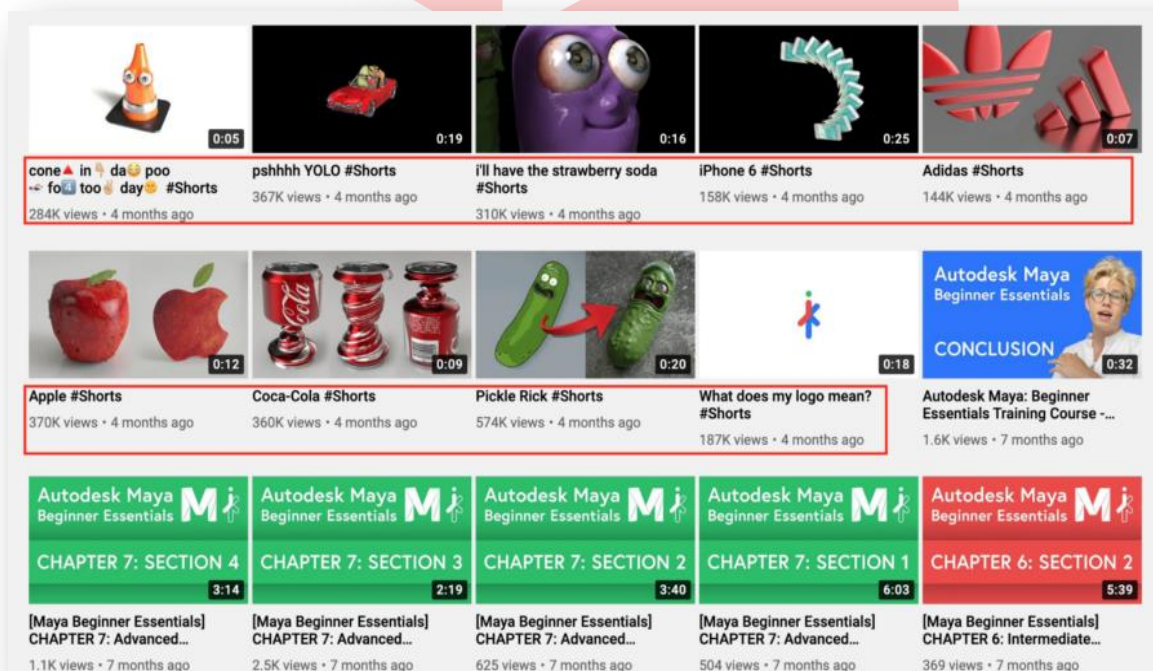 0:05
0:19
0:16
0:25
0:07
cone🔺 in👇🏼 da😳 poo
👉🏼 fo4️⃣ too✌🏼 day🌞 #Shorts
284K views • 4 months ago
pshhhh YOLO #Shorts
367K views • 4 months ago
i'll have the strawberry soda
#Shorts
310K views • 4 months ago
iPhone 6 #Shorts
158K views • 4 months ago
Adidas #Shorts
144K views • 4 months ago
0:12
Cola
0:09
0:20
0:18
Autodesk Maya
Beginner Essentials
CONCLUSION
0:32
Apple #Shorts
370K views • 4 months ago
Coca-Cola #Shorts
360K views • 4 months ago
Pickle Rick #Shorts
574K views • 4 months ago
What does my logo mean?
#Shorts
187K views • 4 months ago
Autodesk Maya: Beginner
Essentials Training Course -...
1.6K views • 7 months ago
Autodesk Maya
Beginner Essentials
M
CHAPTER 7: SECTION 4
3:14
Autodesk Maya
Beginner Essentials
M
CHAPTER 7: SECTION 3
2:19
Autodesk Maya
Beginner Essentials
M
CHAPTER 7: SECTION 2
3:40
Autodesk Maya
Beginner Essentials
M
CHAPTER 7: SECTION 1
6:03
Autodesk Maya
Beginner Essentials
M
CHAPTER 6: SECTION 2
5:39
[Maya Beginner Essentials]
CHAPTER 7: Advanced...
1.1K views • 7 months ago
[Maya Beginner Essentials]
CHAPTER 7: Advanced...
2.5K views • 7 months ago
[Maya Beginner Essentials]
CHAPTER 7: Advanced...
625 views • 7 months ago
[Maya Beginner Essentials]
CHAPTER 7: Advanced...
504 views • 7 months ago
[Maya Beginner Essentials]
CHAPTER 6: Intermediate...
369 views • 7 months ago